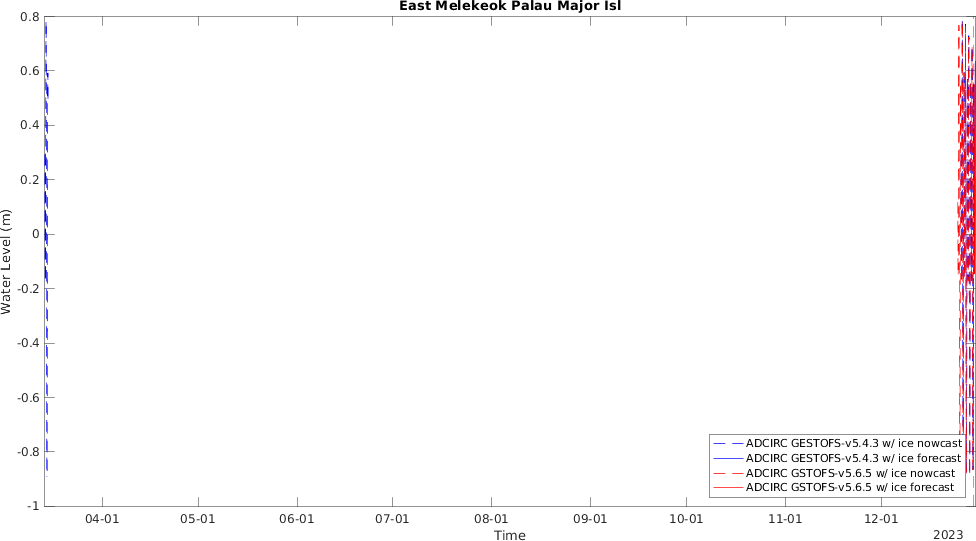 East Melekeok Palau Major Isl
0.8
0.6
0.4
0.2
0
-0.2
-0.4
-0.6
-0.8
-1
Water Level (m)
ADCIRC GESTOFS-v5.4.3 w/ ice nowcast
ADCIRC GESTOFS-v5.4.3 w/ ice forecast
ADCIRC GSTOFS-v5.6.5 w/ ice nowcast
ADCIRC GSTOFS-v5.6.5 w/ ice forecast
04-01 05-01 06-01 07-01 08-01 09-01 10-01 11-01 12-01
Time
2023